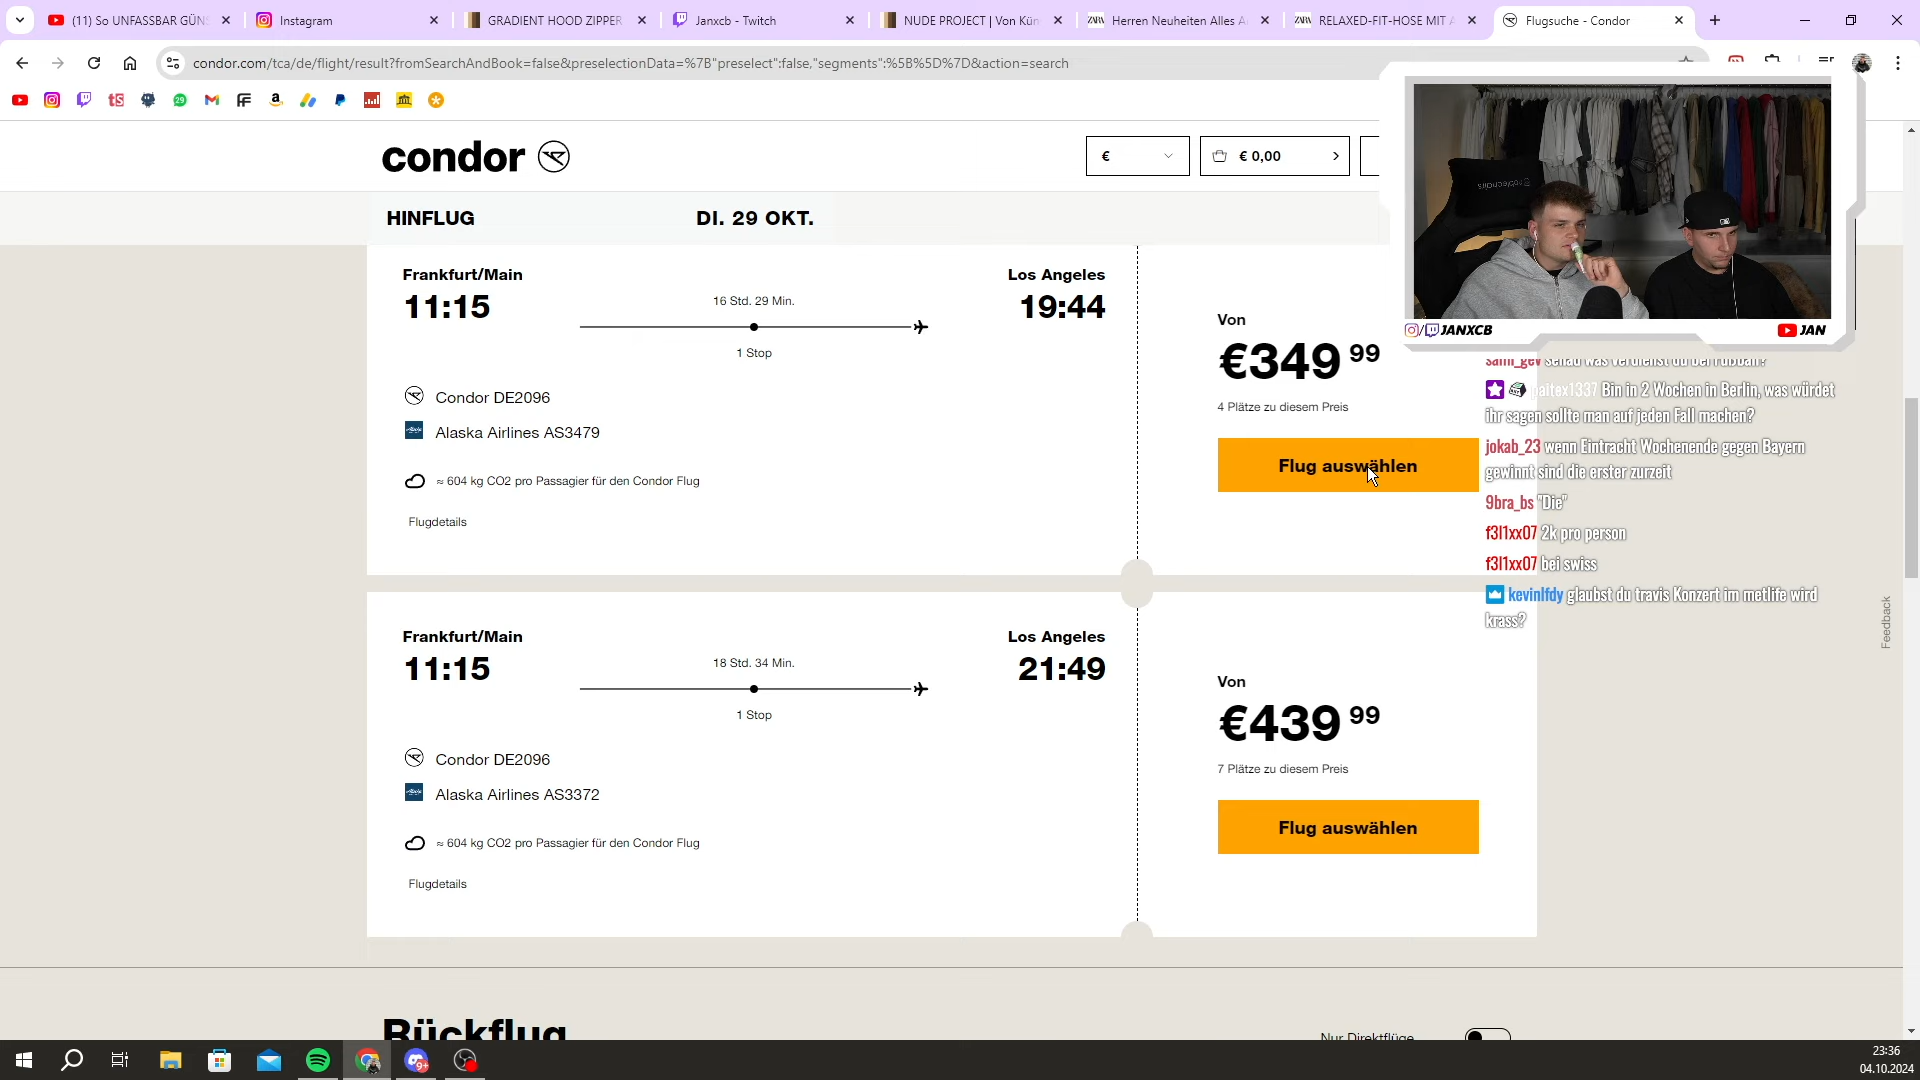 (11) So UNFASSBAR GÜNS
Instagram
GRADIENT HOOD ZIPPER
Janxcb - Twitch
NUDE PROJECT | Von Kün
Herren Neuheiten Alles A
RELAXED-FIT-HOSE MIT
Flugsuche - Condor
condor.com/tca/de/flight/result?fromSearchAndBook=false&preselectionData=%7B"preselect":false,"segments":%5B%5D%7D&action=search
condor
€
€ 0,00
HINFLUG
DI. 29 OKT.
Frankfurt/Main
11:15
16 Std. 29 Min.
1 Stop
Los Angeles
19:44
Condor DE2096
Alaska Airlines AS3479
≈ 604 kg CO2 pro Passagier für den Condor Flug
Flugdetails
Von
€349 99
4 Plätze zu diesem Preis
Flug auswählen
Frankfurt/Main
11:15
18 Std. 34 Min.
1 Stop
Los Angeles
21:49
Condor DE2096
Alaska Airlines AS3372
≈ 604 kg CO2 pro Passagier für den Condor Flug
Flugdetails
Von
€439 99
7 Plätze zu diesem Preis
Flug auswählen
Rückflug
Nur Direktflüge
noblechairs
/ JANXCB
JAN
sami_gev senad was verdienst du bei fußball?
paitex1337 Bin in 2 Wochen in Berlin, was würdet
ihr sagen sollte man auf jeden Fall machen?
jokab_23 wenn Eintracht Wochenende gegen Bayern
gewinnt sind die erster zurzeit
9bra_bs "Die"
f3l1xx07 2k pro person
f3l1xx07 bei swiss
kevinlfdy glaubst du travis Konzert im metlife wird
krass?
Feedback
23:36
04.10.2024